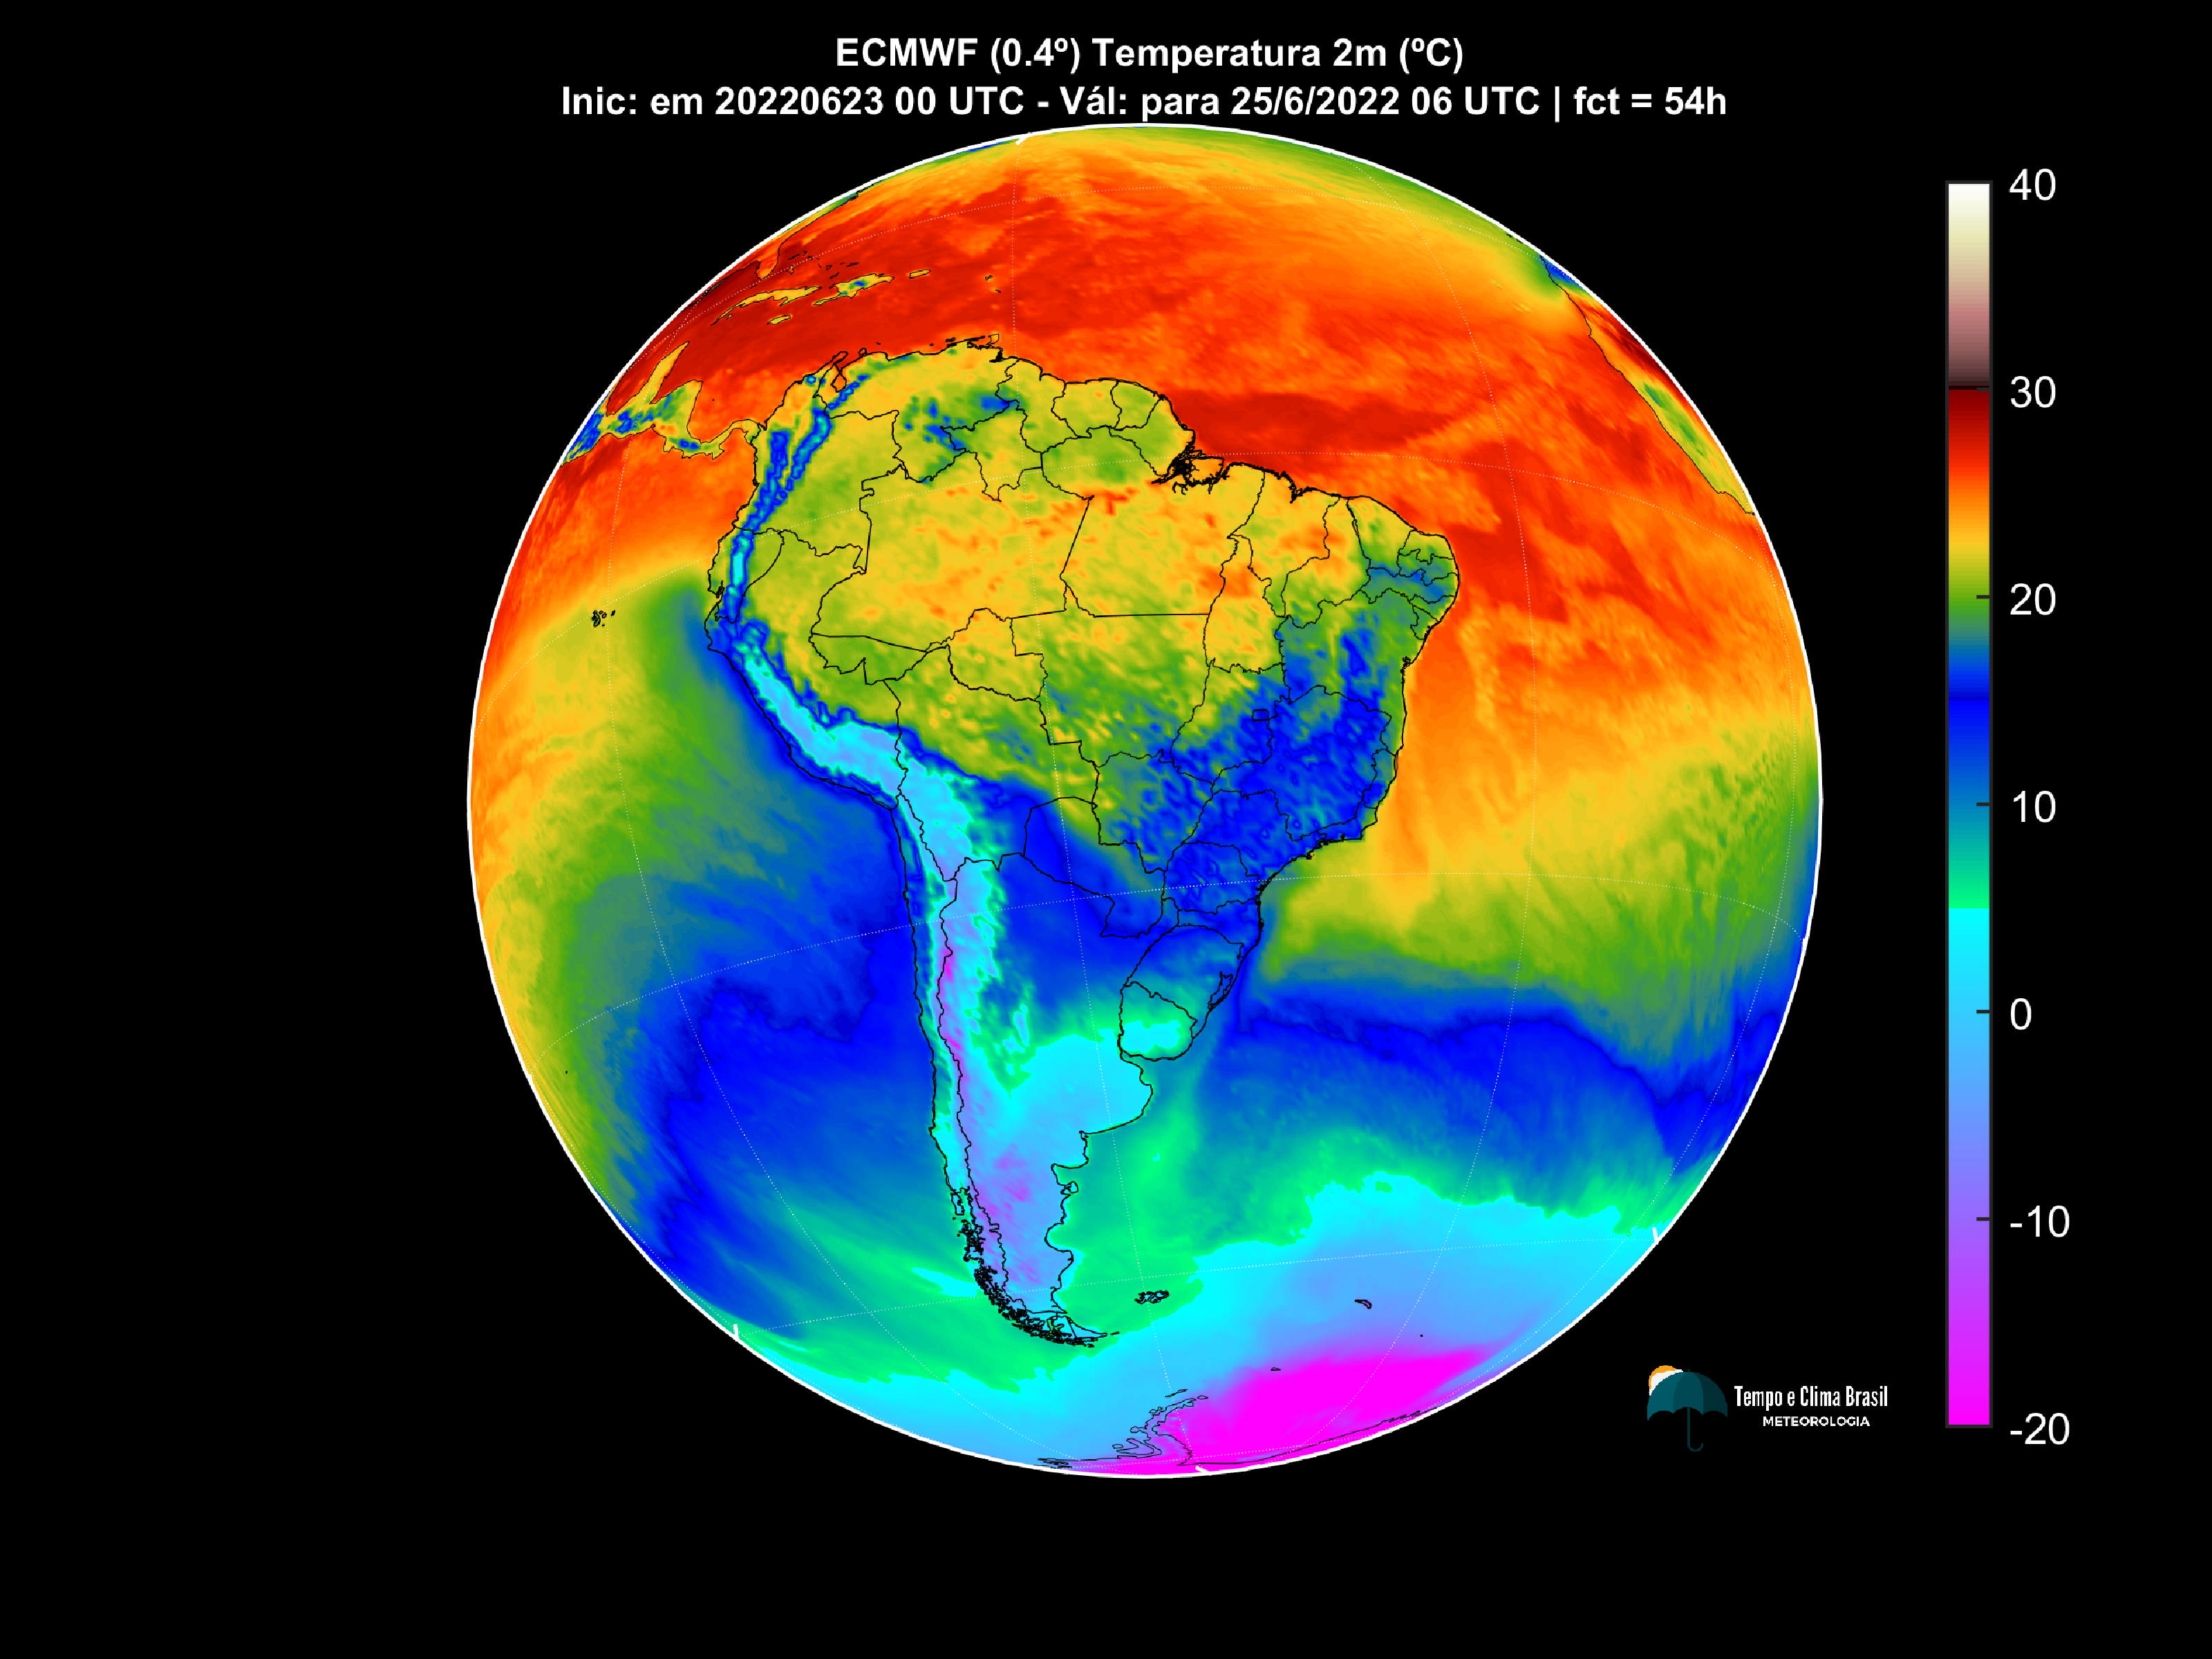 ECMWF (0.4º) Temperatura 2m (ºC)
Inic: em 20220623 00 UTC - Vál: para 25/6/2022 06 UTC | fct = 54h
40
30
20
10
0
-10
-20
Tempo e Clima Brasil
METEOROLOGIA